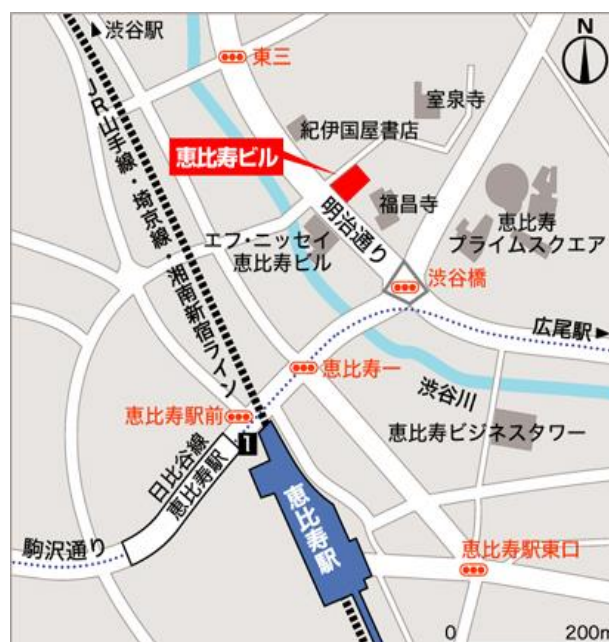 渋谷駅
東三
N
室泉寺
紀伊国屋書店
恵比寿ビル
JR山手線・埼京線・湘南新宿ライン
明治通り
福昌寺
恵比寿
プライムスクエア
エフ・ニッセイ
恵比寿ビル
渋谷橋
広尾駅
恵比寿一
渋谷川
恵比寿駅前
1
恵比寿ビジネスタワー
日比谷線
恵比寿駅
駒沢通り
恵比寿駅
恵比寿駅東口
0 200m